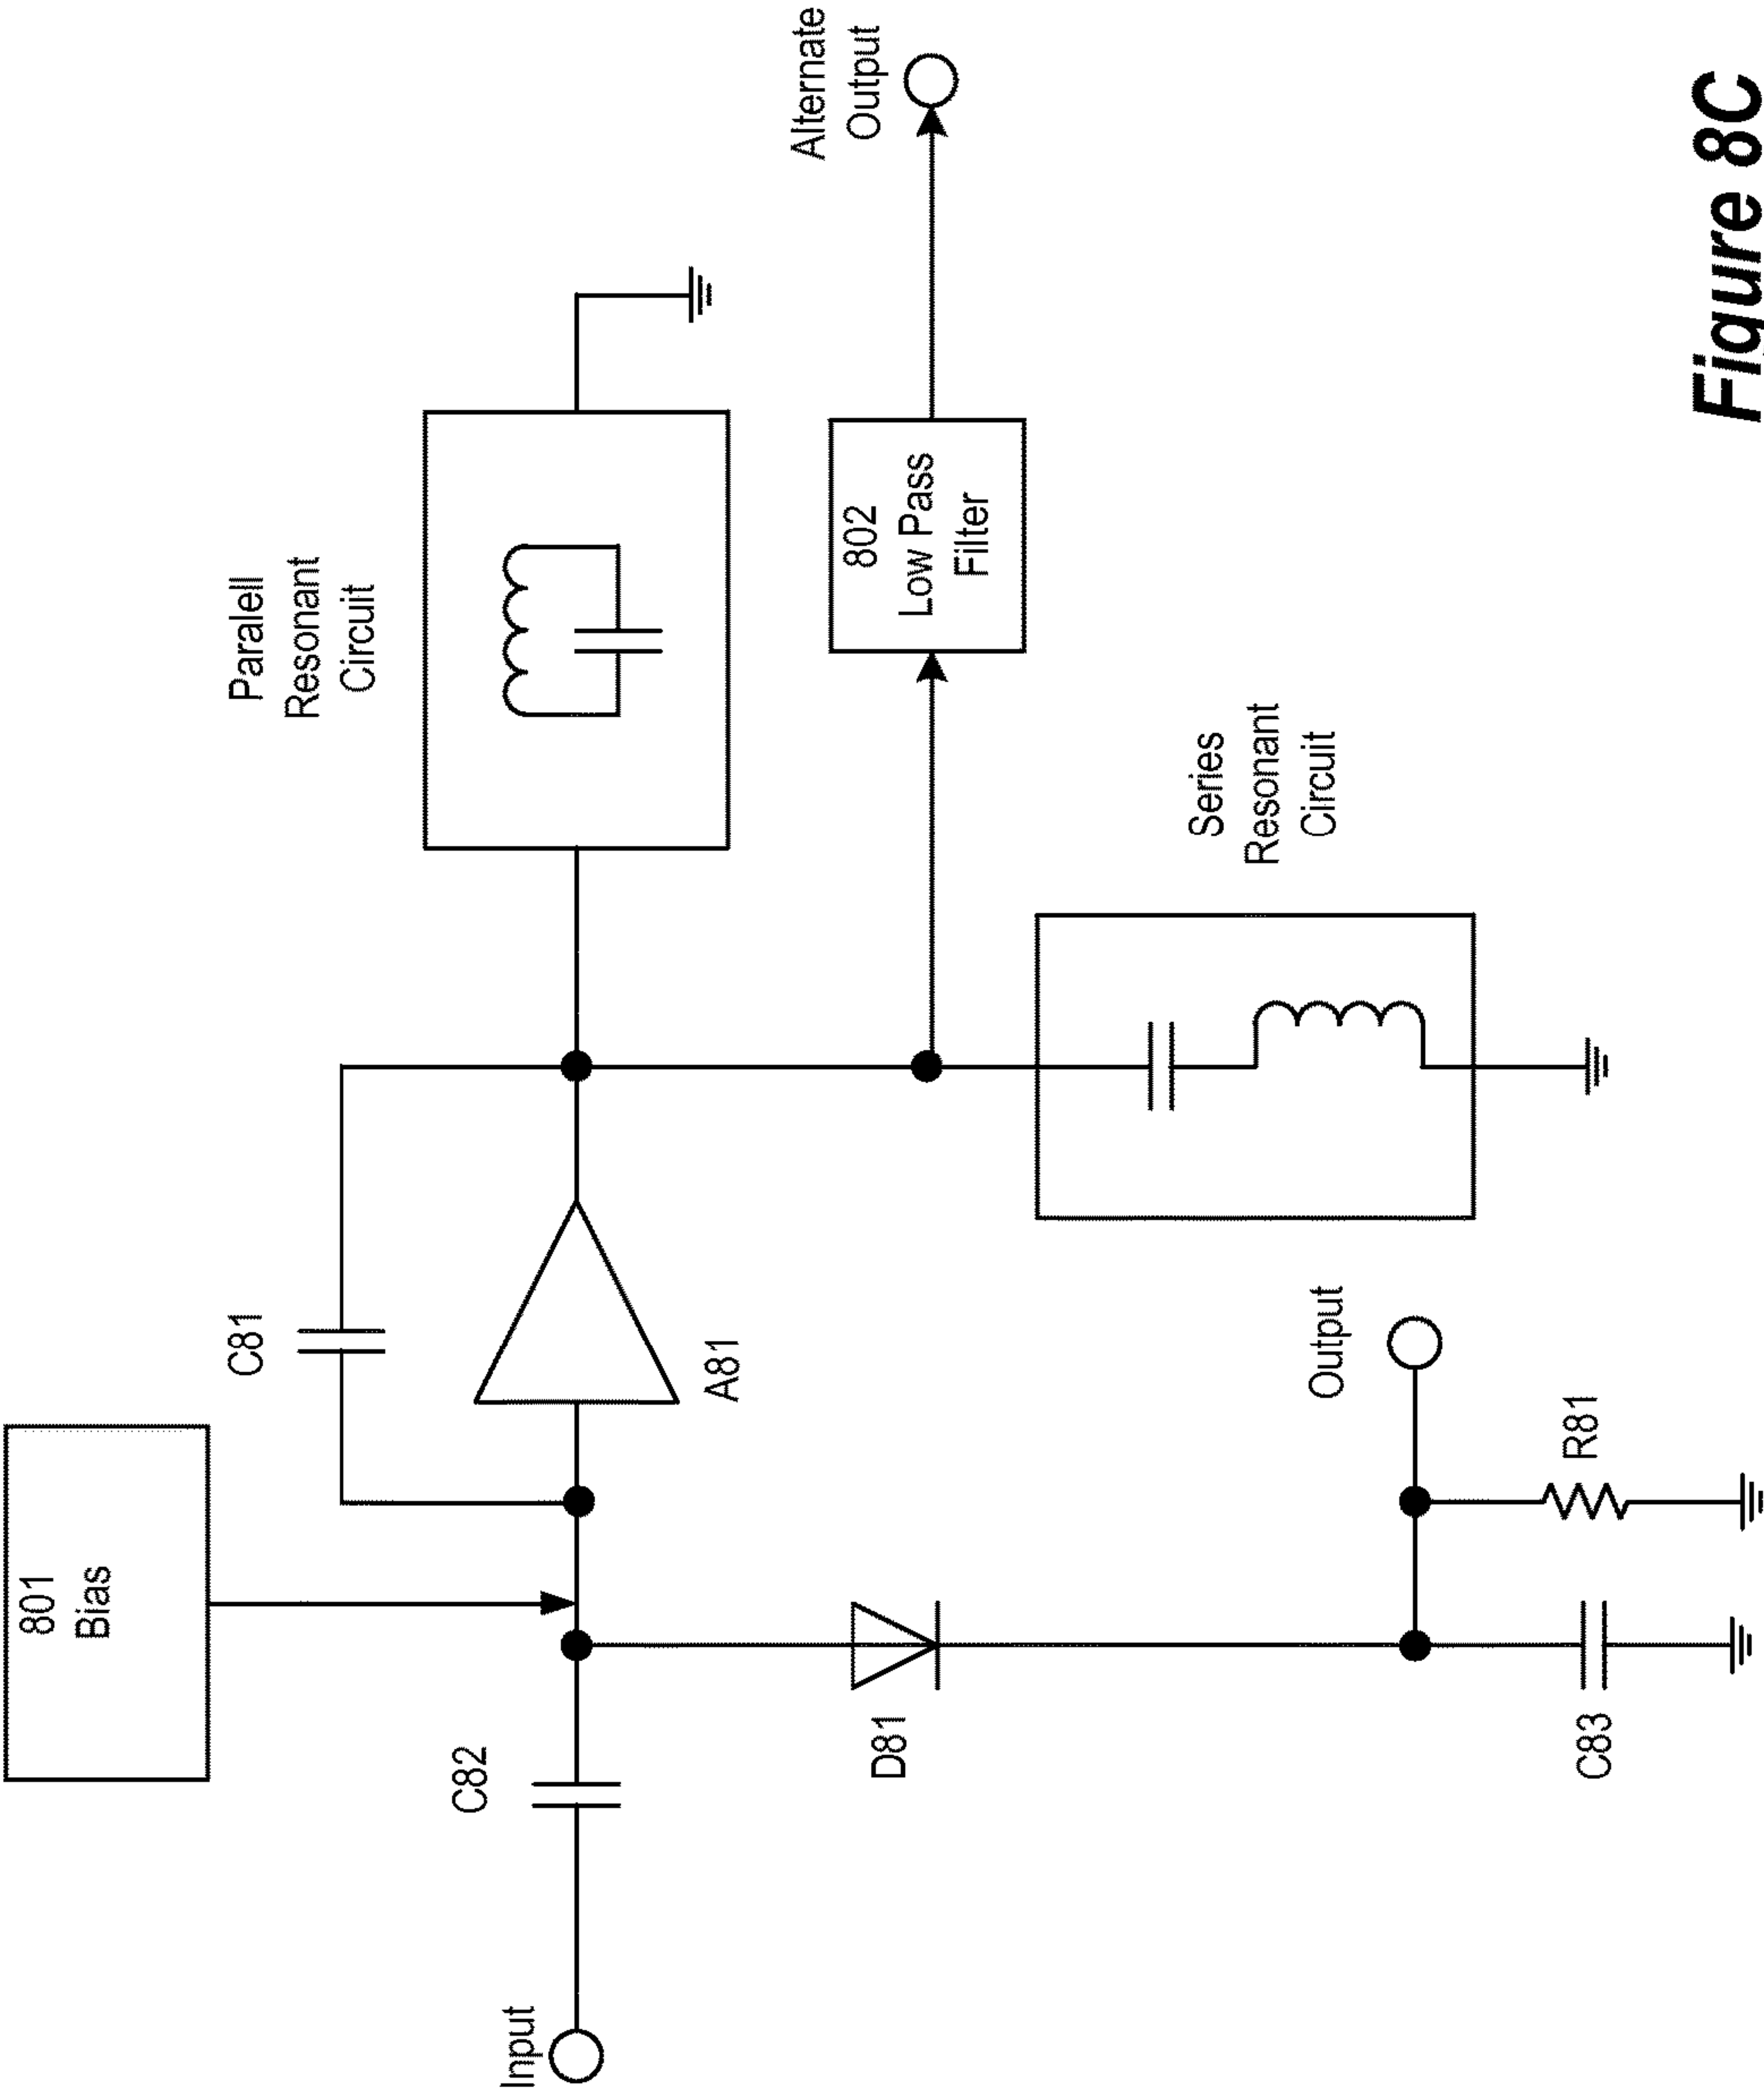 801
Bias
C81
Paralell
Resonant
Circuit
Input
C82
A81
Alternate
Output
802
Low Pass
Filter
D81
Series
Resonant
Circuit
Output
C83
R81
Figure 8C